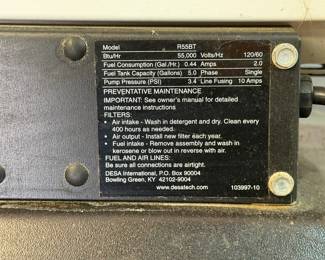 Model R55BT
Btu/Hr 55,000 Volts/Hz 120/60
Fuel Consumption (Gal./Hr.) 0.44 Amps 2.0
Fuel Tank Capacity (Gallons) 5.0 Phase Single
Pump Pressure (PSI) 3.4 Line Fusing 10 Amps
PREVENTATIVE MAINTENANCE
IMPORTANT: See owner's manual for detailed
maintenance instructions
FILTERS:
• Air intake - Wash in detergent and dry. Clean every
400 hours as needed.
• Air output - Install new filter each year.
• Fuel intake - Remove assembly and wash in
kerosene or blow out in reverse with air.
FUEL AND AIR LINES:
Be sure all connections are airtight.
DESA International, P.O. Box 90004
Bowling Green, KY 42102-9004
www.desatech.com 103997-10